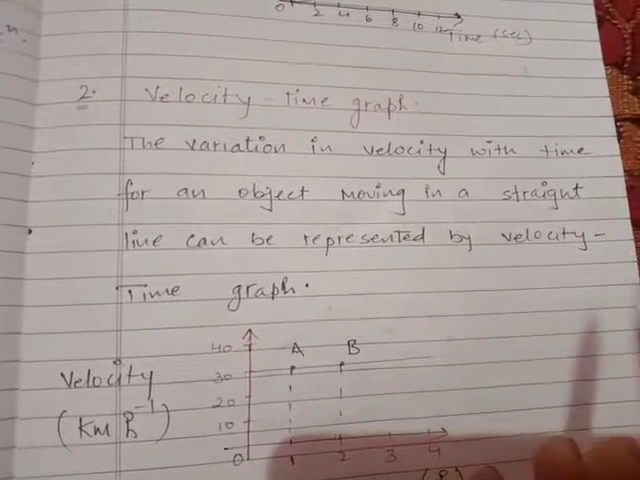 0 2 4 6 8 10 12
Time (sec)
2. Velocity - Time graph.
The variation in velocity with time
for an object moving in a straignt
line can be represented by velocity-
Time graph.
40 A B
Velocity 30
20
(Km h⁻¹) 10
0 1 2 3 4